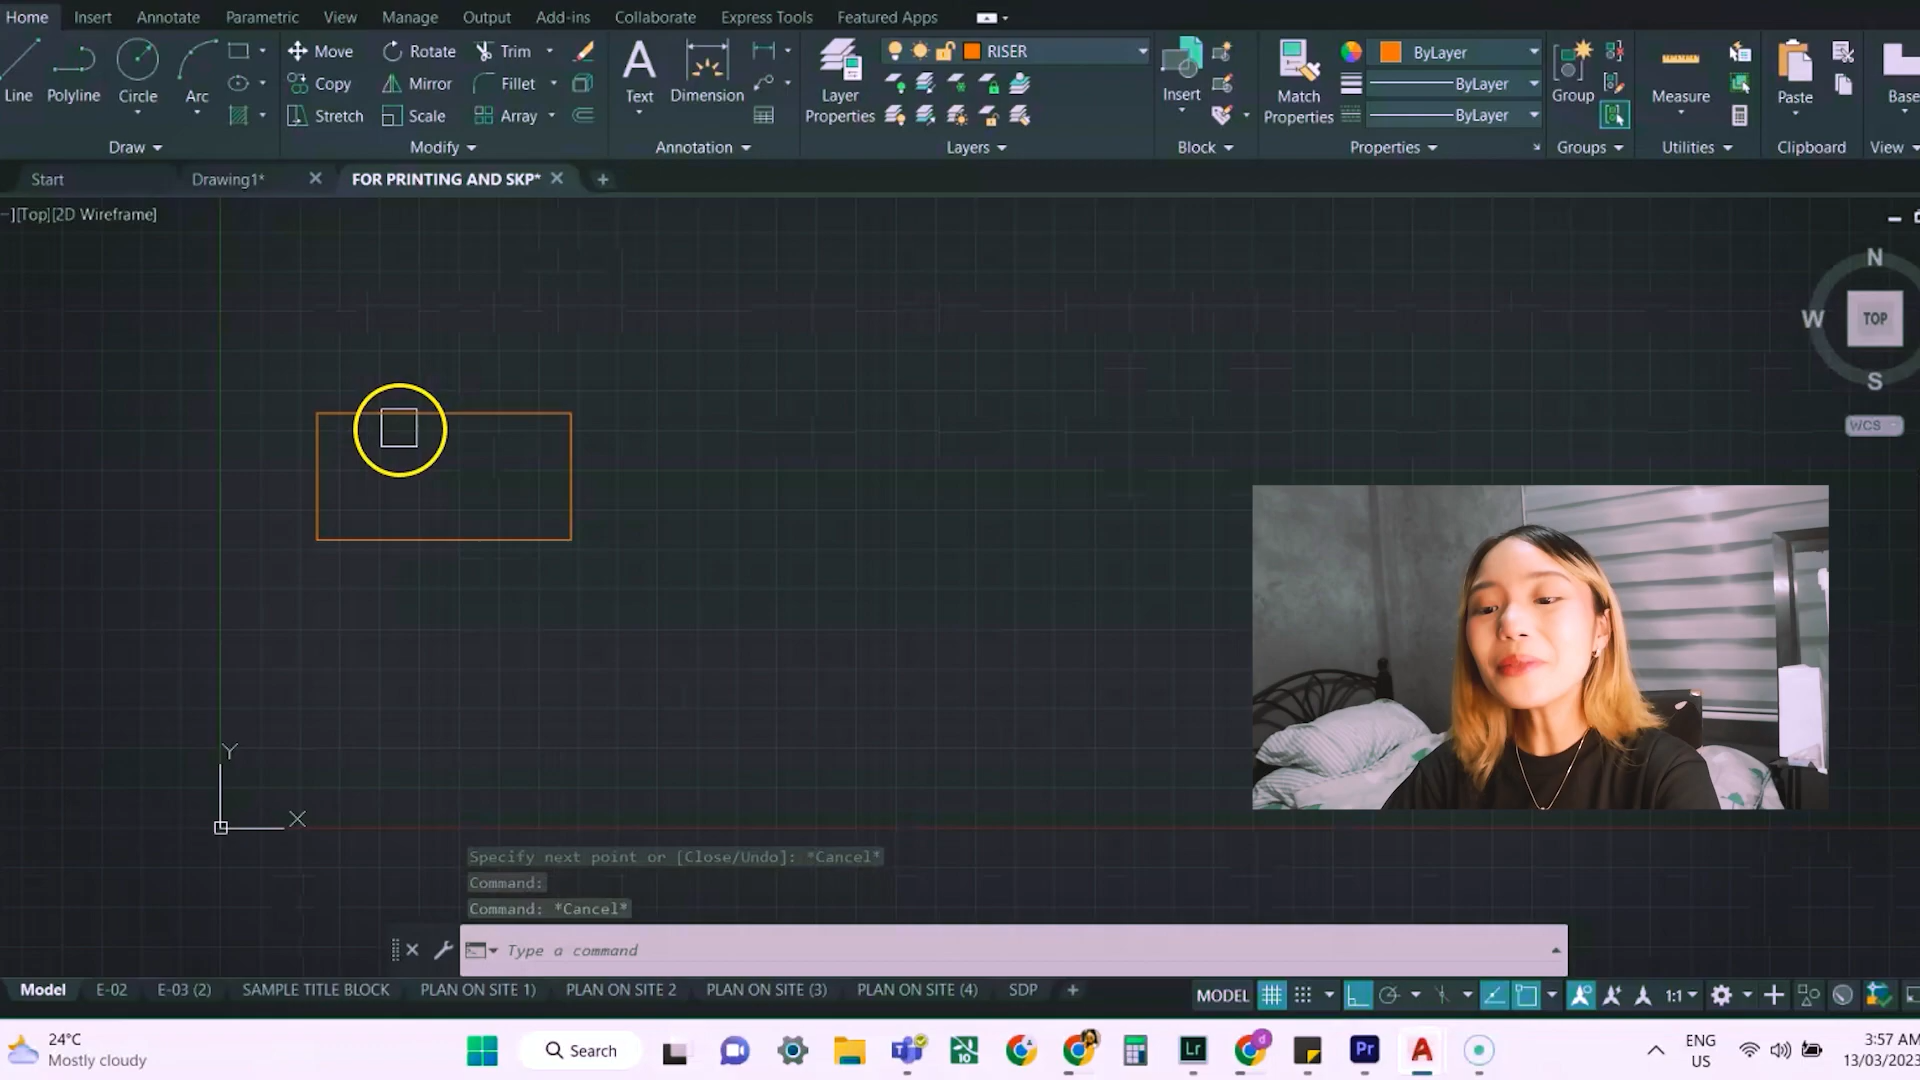 Home Insert Annotate Parametric View Manage Output Add-ins Collaborate Express Tools Featured Apps
Line Polyline Circle Arc
Move Rotate Trim
Copy Mirror Fillet
Stretch Scale Array
Text Dimension
Layer Properties
RISER
Insert
Match Properties
ByLayer
ByLayer
ByLayer
Group
Measure
Paste
Base
Draw Modify Annotation Layers Block Properties Groups Utilities Clipboard View
Start Drawing1* FOR PRINTING AND SKP*
−][Top][2D Wireframe]
N
W TOP
S
WCS
Y
X
Specify next point or [Close/Undo]: *Cancel*
Command:
Command: *Cancel*
Type a command
Model E-02 E-03 (2) SAMPLE TITLE BLOCK PLAN ON SITE 1) PLAN ON SITE 2 PLAN ON SITE (3) PLAN ON SITE (4) SDP +
MODEL 1:1
24°C
Mostly cloudy
Search
10
Lr
d
Pr
A
ENG
US
3:57 AM
13/03/2023